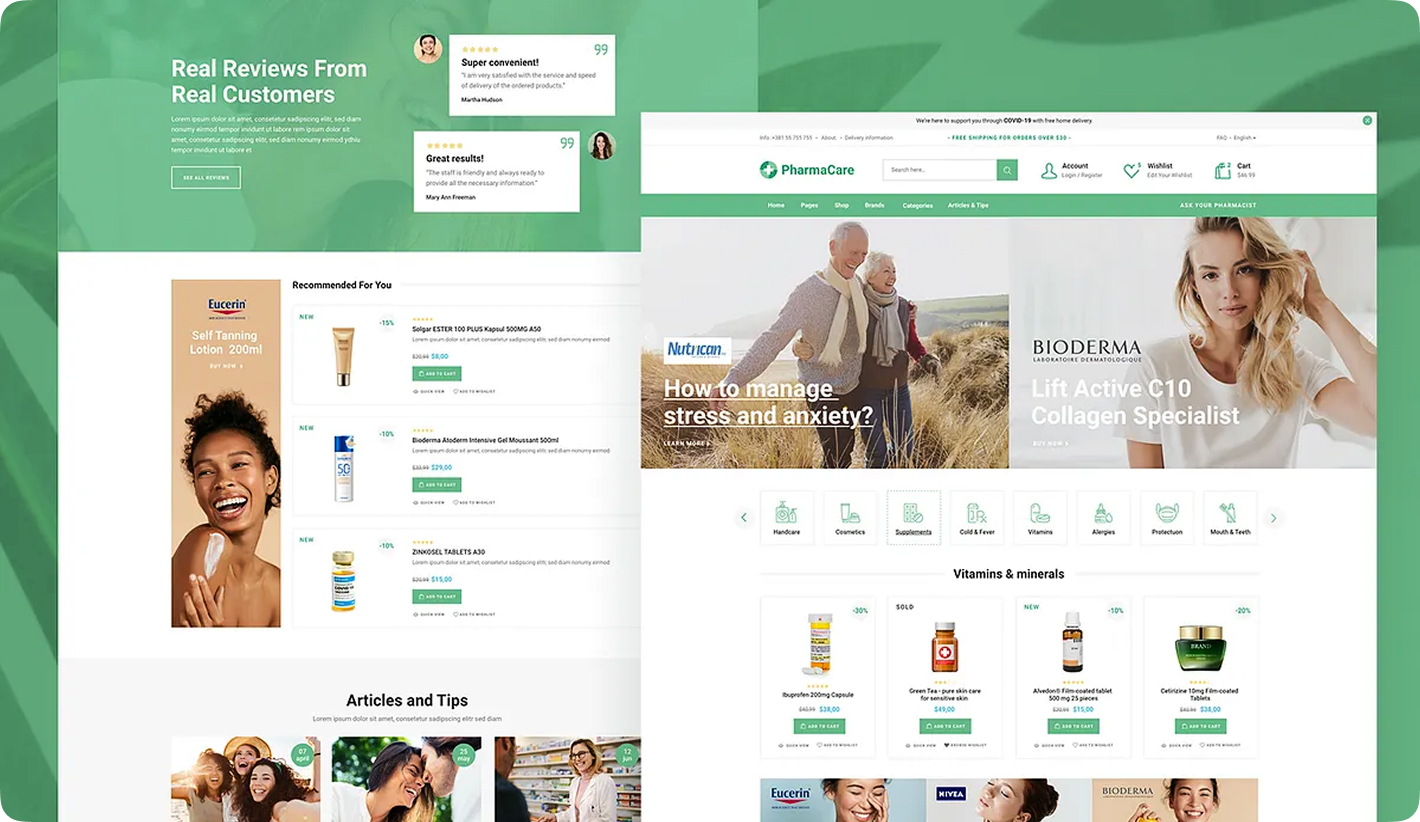 Real Reviews From
Real Customers
Lorem ipsum dolor sit amet, consetetur sadipscing elitr, sed diam
nonumy eirmod tempor invidunt ut labore rem ipsum dolor sit
amet, consetetur sadipscing elitr, sed diam nonumy eirmod ydhiu
tempor invidunt ut labore et
SEE ALL REVIEWS
Super convenient!
"I am very satisfied with the service and speed
of delivery of the ordered products."
Martha Hudson
Great results!
"The staff is friendly and always ready to
provide all the necessary information."
Mary Ann Freeman
Eucerin
Self Tanning
Lotion 200ml
BUY NOW
Recommended For You
NEW
-15%
Solgar ESTER 100 PLUS Kapsul 500MG A50
Lorem ipsum dolor sit amet, consetetur sadipscing elitr, sed diam nonumy eirmod
$20,99 $8,00
ADD TO CART
QUICK VIEW ADD TO WISHLIST
NEW
-10%
Bioderma Atoderm Intensive Gel Moussant 500ml
Lorem ipsum dolor sit amet, consetetur sadipscing elitr, sed diam nonumy eirmod
$33,99 $29,00
ADD TO CART
QUICK VIEW ADD TO WISHLIST
NEW
-10%
ZINKOSEL TABLETS A30
Lorem ipsum dolor sit amet, consetetur sadipscing elitr, sed diam nonumy eirmod
$20,99 $15,00
ADD TO CART
QUICK VIEW ADD TO WISHLIST
50
COVID-19
Articles and Tips
Lorem ipsum dolor sit amet, consetetur sadipscing elitr sed diam
07
april
25
may
12
jun
We're here to support you through COVID-19 with free home delivery
Info: +381 55 755 755 • About • Delivery information
- FREE SHIPPING FOR ORDERS OVER $30 -
FAQ • English
PharmaCare
Search here...
Account
Login / Register
5
Wishlist
Edit Your Wishlist
2
Cart
$46.99
Home Pages Shop Brands Categories Articles & Tips
ASK YOUR PHARMACIST
Nutrican
How to manage
stress and anxiety?
LEARN MORE
BIODERMA
LABORATOIRE DERMATOLOGIQUE
Lift Active C10
Collagen Specialist
BUY NOW
Handcare
Cosmetics
Supplements
Cold & Fever
Vitamins
Alergies
Protectiun
Mouth & Teeth
Vitamins & minerals
-30%
Ibuprofen 200mg Capsule
$40,99 $38,00
ADD TO CART
QUICK VIEW ADD TO WISHLIST
SOLD
Green Tea - pure skin care
for sensitive skin
$49,00
ADD TO CART
QUICK VIEW BROWSE WISHLIST
NEW
-10%
Alvedon® Film-coated tablet
500 mg 25 pieces
$20,99 $15,00
ADD TO CART
QUICK VIEW ADD TO WISHLIST
-20%
BRAND
Cetirizine 10mg Film-coated
Tablets
$38,00
ADD TO CART
QUICK VIEW ADD TO WISHLIST
Eucerin
NIVEA
BIODERMA